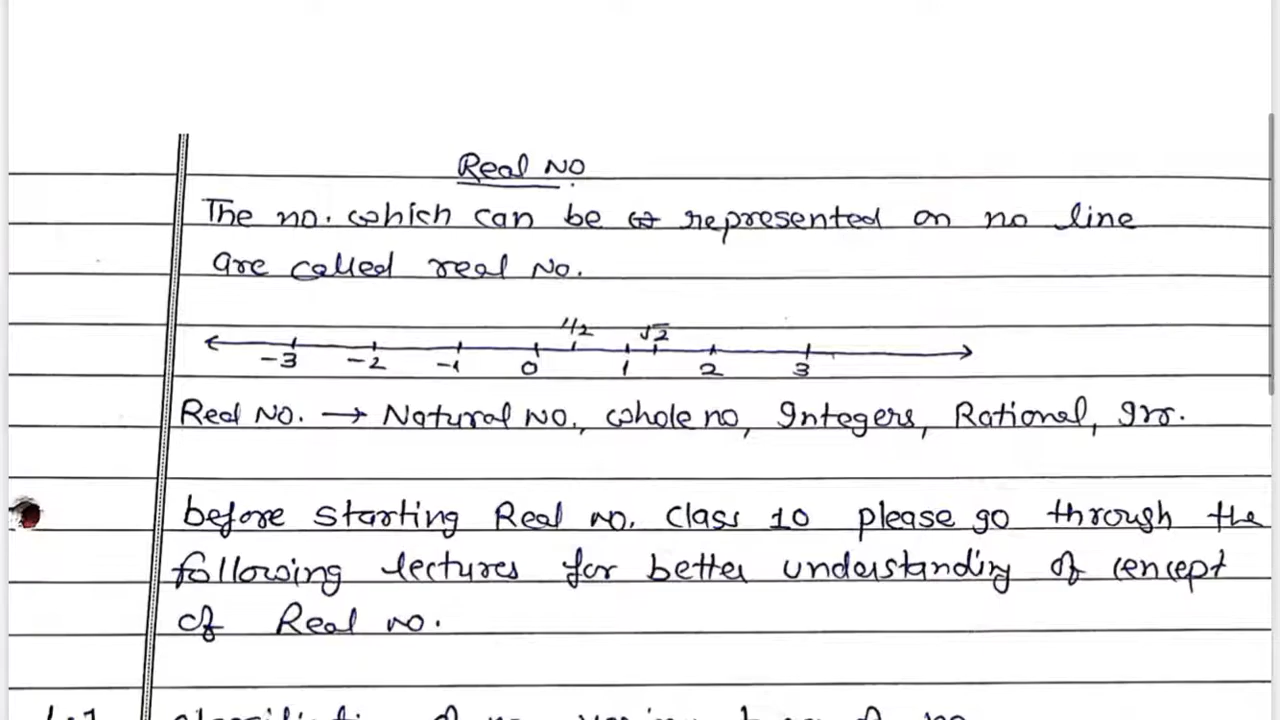 Real NO
The no. which can be represented on no line
are called real No.
1/2 √2
-3 -2 -1 0 1 2 3
Real NO. → Natural NO., whole no, Integers, Rational, Irr.
before starting Real no. class 10 please go through the
following lectures for better understanding of concept
of Real no.